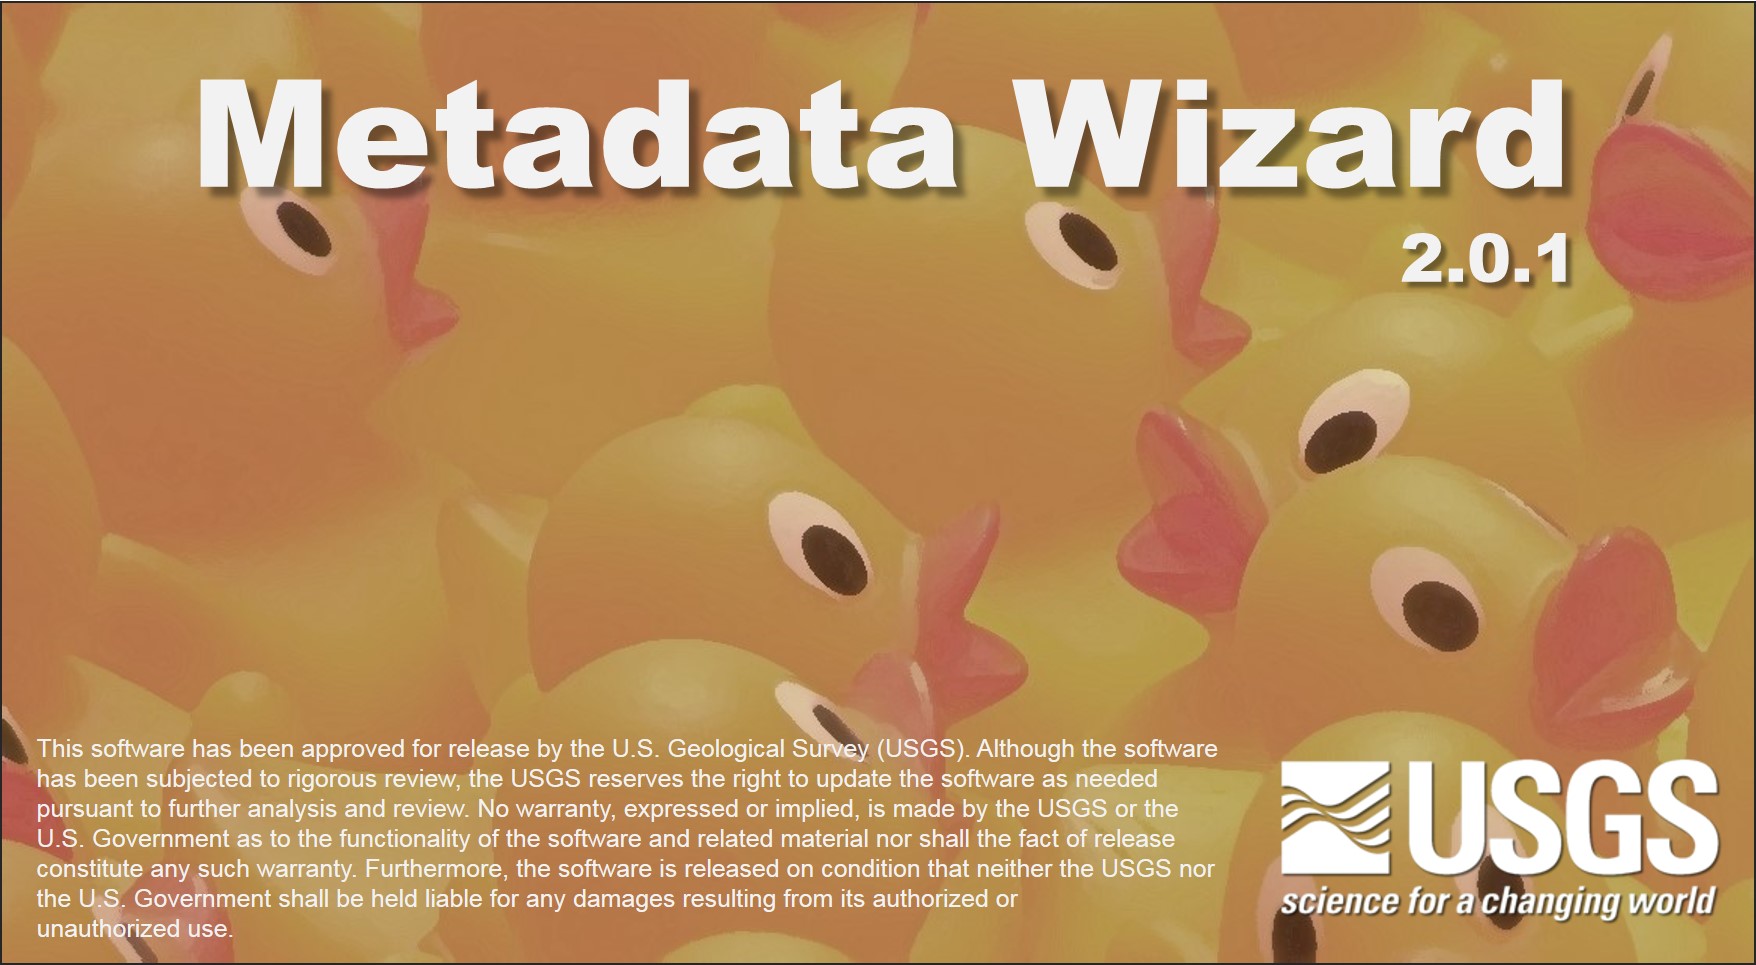 Metadata Wizard
2.0.1
This software has been approved for release by the U.S. Geological Survey (USGS). Although the software
has been subjected to rigorous review, the USGS reserves the right to update the software as needed
pursuant to further analysis and review. No warranty, expressed or implied, is made by the USGS or the
U.S. Government as to the functionality of the software and related material nor shall the fact of release
constitute any such warranty. Furthermore, the software is released on condition that neither the USGS nor
the U.S. Government shall be held liable for any damages resulting from its authorized or
unauthorized use.
USGS
science for a changing world